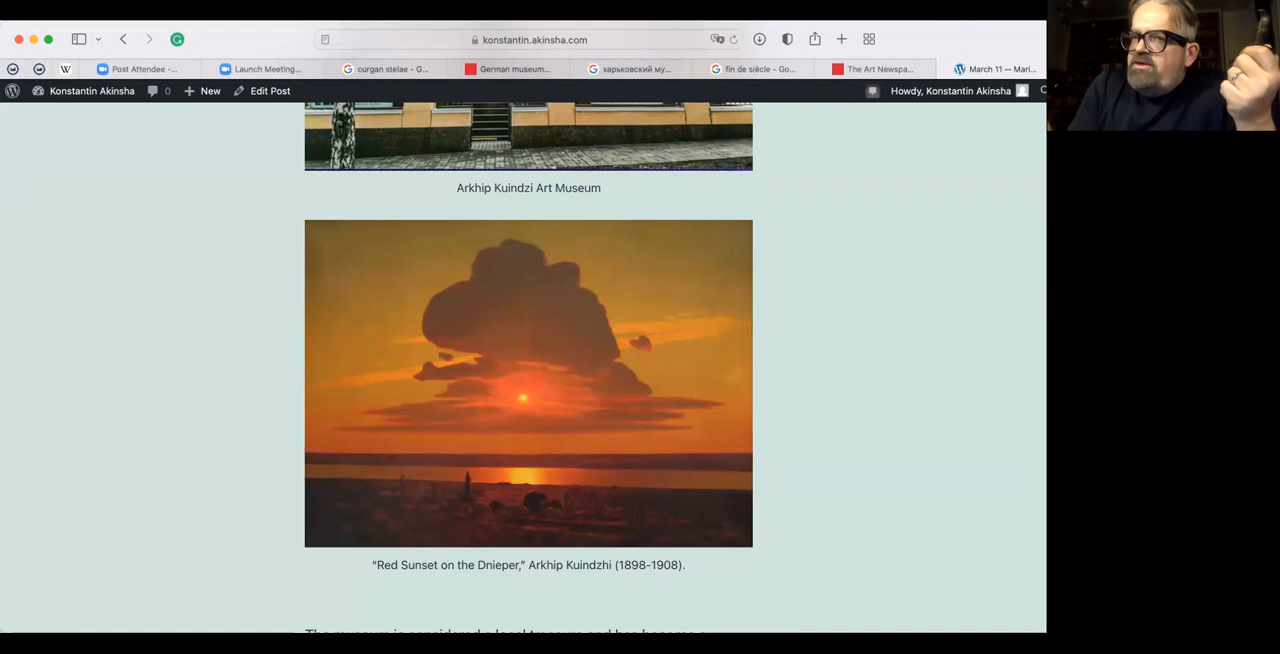 konstantin.akinsha.com
W
Post Attendee -...
Launch Meeting...
curgan stelae - G...
German museum...
харьковский му...
fin de siècle - Go...
The Art Newspa...
March 11 — Mari...
Konstantin Akinsha
0
New
Edit Post
Howdy, Konstantin Akinsha
Arkhip Kuindzi Art Museum
“Red Sunset on the Dnieper,” Arkhip Kuindzhi (1898-1908).